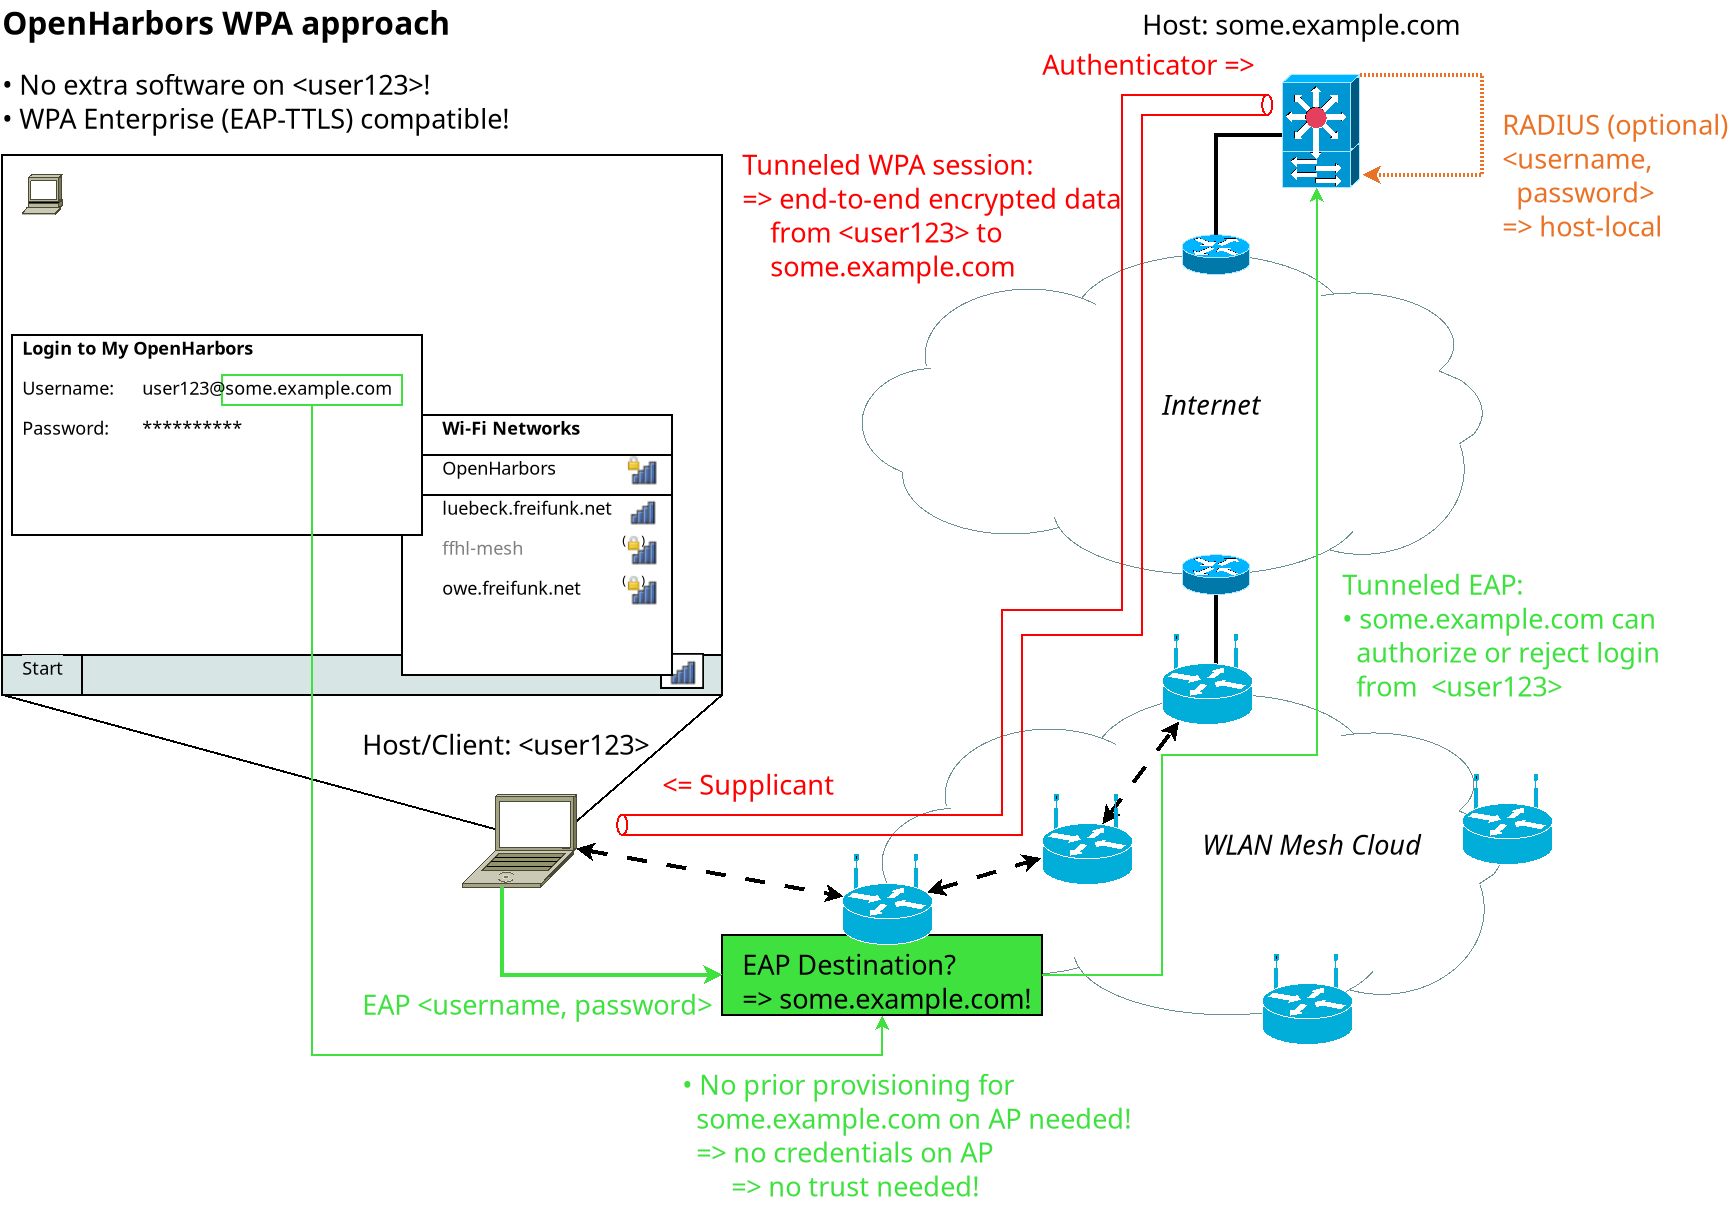 OpenHarbors WPA approach
• No extra software on <user123>!
• WPA Enterprise (EAP-TTLS) compatible!
Host: some.example.com
Authenticator =>
RADIUS (optional)
<username,
password>
=> host-local
Tunneled WPA session:
=> end-to-end encrypted data
from <user123> to
some.example.com
Login to My OpenHarbors
Username: user123@some.example.com
Password: **********
Wi-Fi Networks
OpenHarbors
luebeck.freifunk.net
ffhl-mesh
owe.freifunk.net
Start
Internet
Tunneled EAP:
• some.example.com can
authorize or reject login
from <user123>
Host/Client: <user123>
<= Supplicant
WLAN Mesh Cloud
EAP Destination?
=> some.example.com!
EAP <username, password>
• No prior provisioning for
some.example.com on AP needed!
=> no credentials on AP
=> no trust needed!